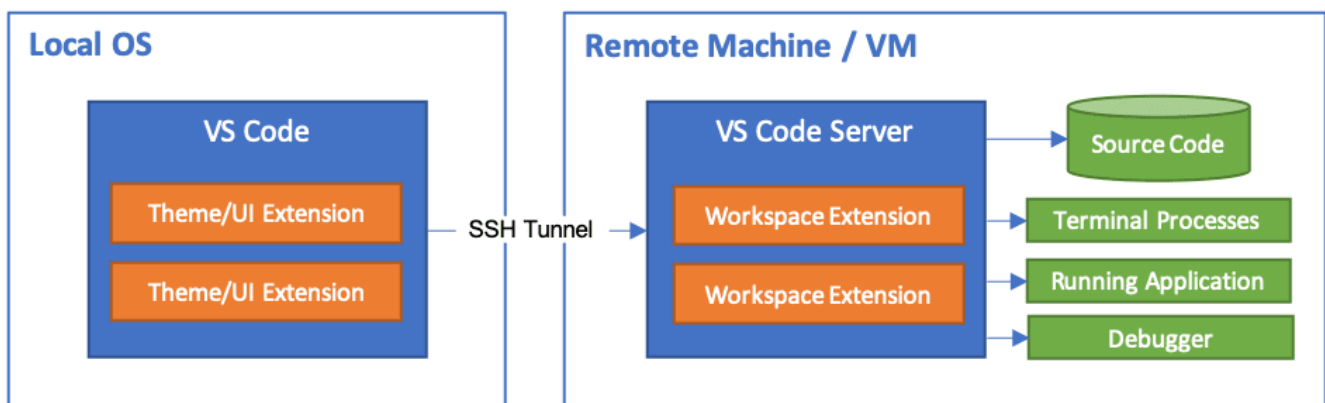 Local OS
VS Code
Theme/UI Extension
Theme/UI Extension
SSH Tunnel
Remote Machine / VM
VS Code Server
Workspace Extension
Workspace Extension
Source Code
Terminal Processes
Running Application
Debugger